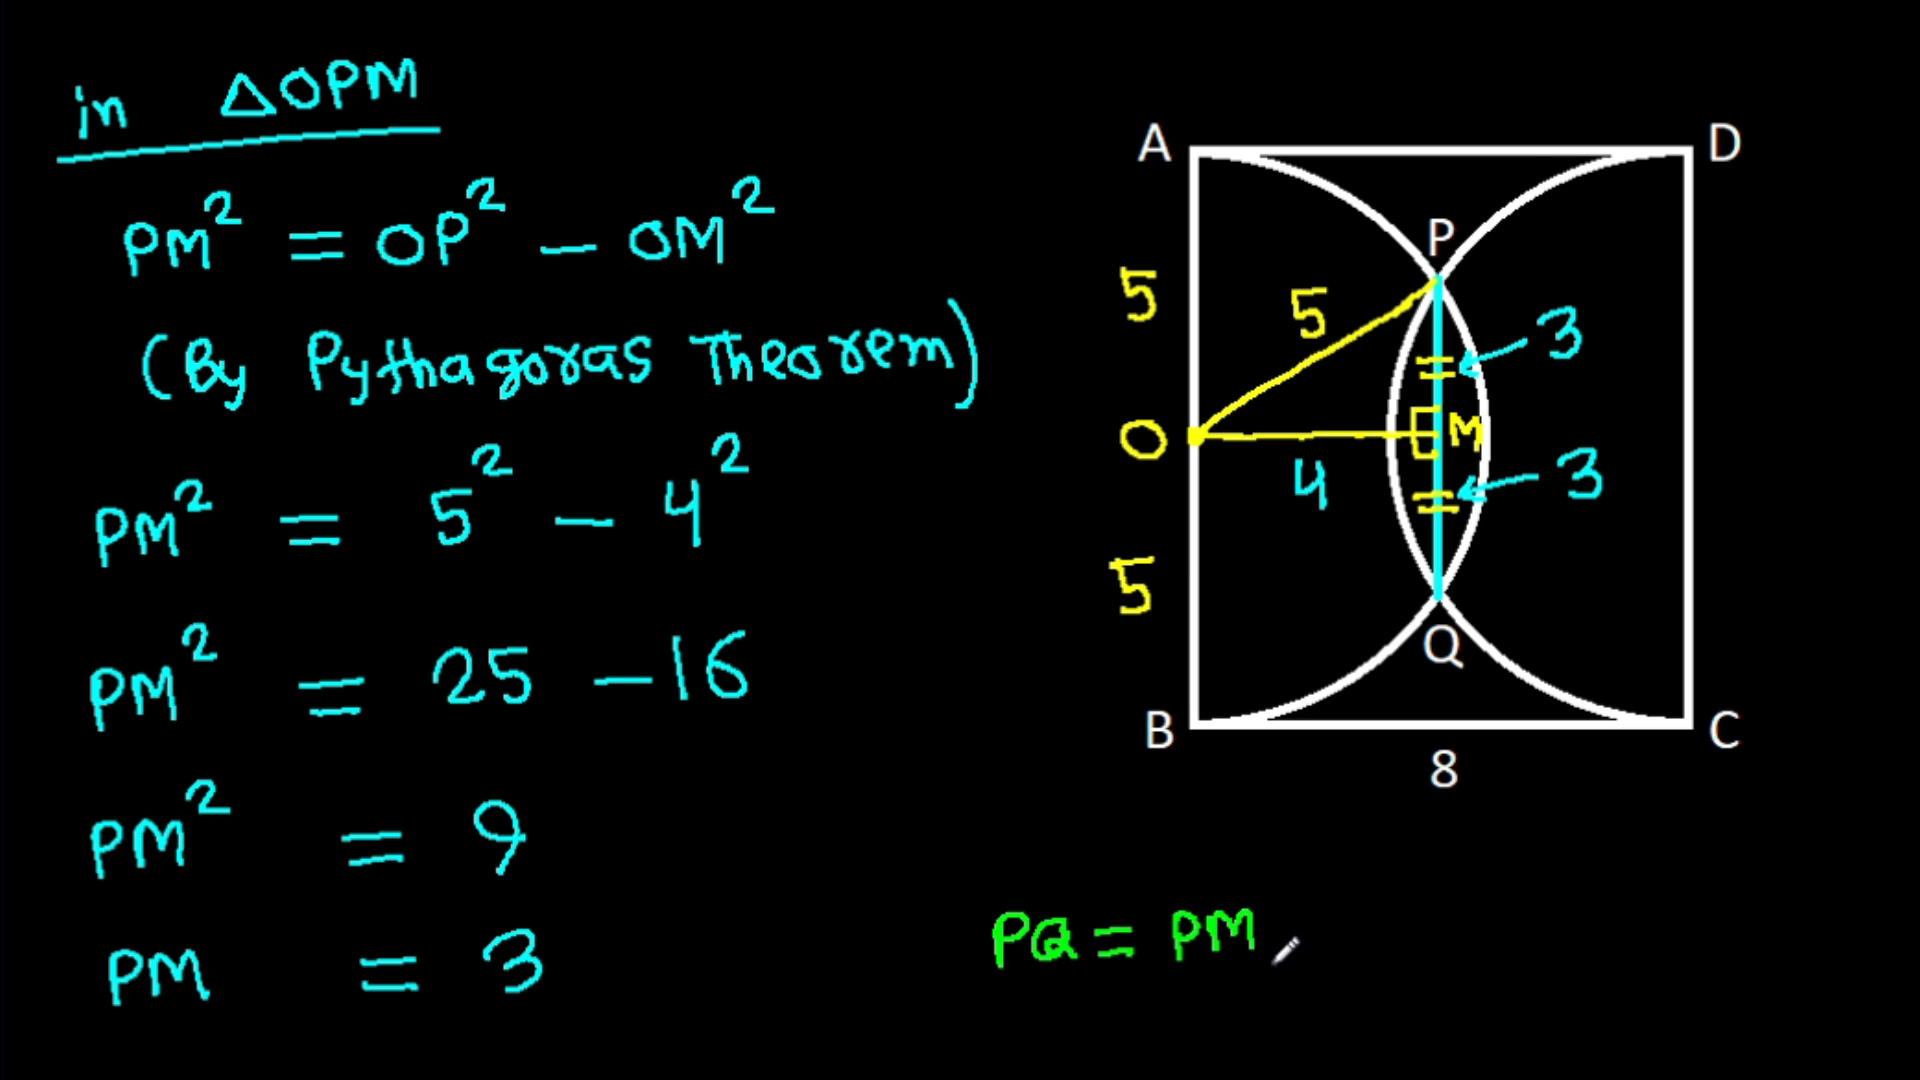 in △OPM
PM² = OP² – OM²
(By Pythagoras Theorem)
PM² = 5² – 4²
PM² = 25 – 16
PM² = 9
PM = 3
A
D
P
5
5
3
O
M
4
3
5
Q
B
C
8
PQ = PM